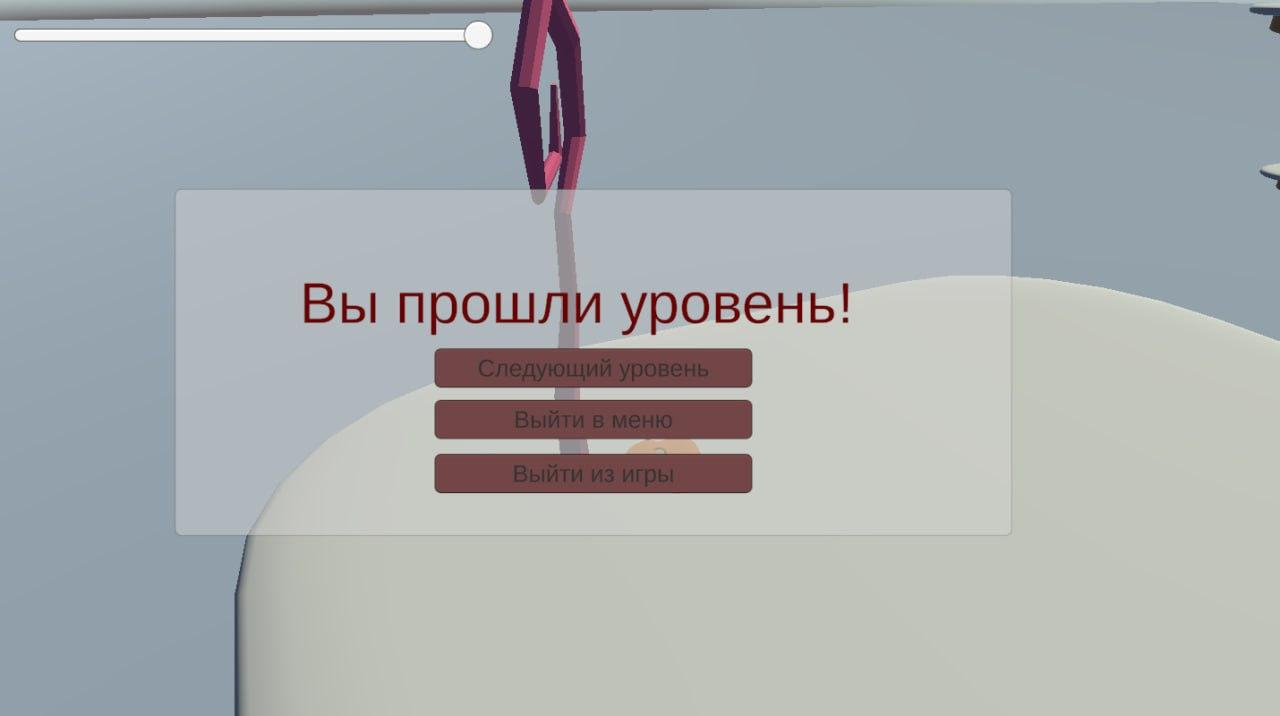 Вы прошли уровень!
Следующий уровень
Выйти в меню
Выйти из игры